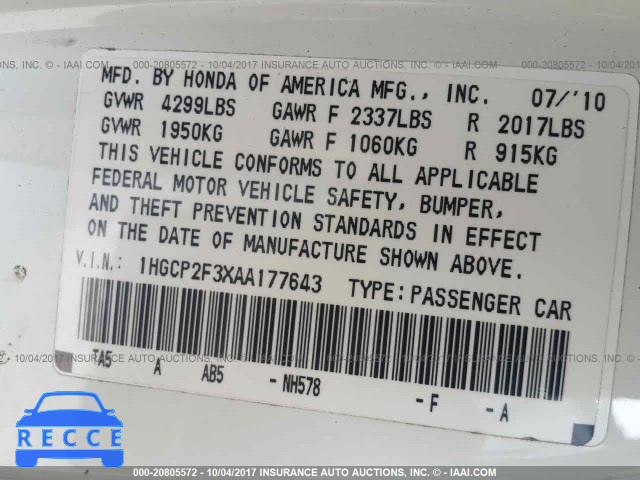 000-20805572 - 10/04/2017 INSURANCE AUTO AUCTIONS, INC. - © IAAI.COM
MFD. BY HONDA OF AMERICA MFG., INC. 07/'10
GVWR 4299LBS GAWR F 2337LBS R 2017LBS
GVWR 1950KG GAWR F 1060KG R 915KG
THIS VEHICLE CONFORMS TO ALL APPLICABLE
FEDERAL MOTOR VEHICLE SAFETY, BUMPER,
AND THEFT PREVENTION STANDARDS IN EFFECT
ON THE DATE OF MANUFACTURE SHOWN ABOVE.
V.I.N.: 1HGCP2F3XAA177643 TYPE:PASSENGER CAR
TA5 A AB5 -NH578 -F -A
RECCE
000-20805572 - 10/04/2017 INSURANCE AUTO AUCTIONS, INC. - © IAAI.COM